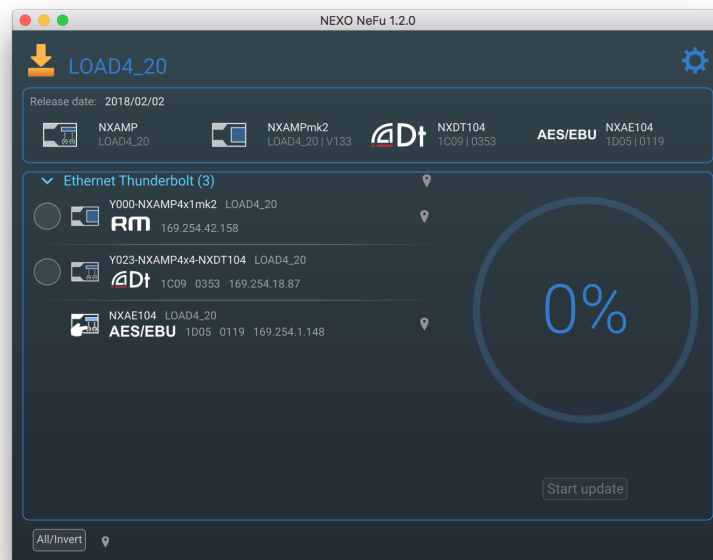 NEXO NeFu 1.2.0
LOAD4_20
Release date: 2018/02/02
NXAMP
LOAD4_20
NXAMPmk2
LOAD4_20 | V133
Dt
NXDT104
1C09 | 0353
AES/EBU
NXAE104
1D05 | 0119
Ethernet Thunderbolt (3)
Y000-NXAMP4x1mk2 LOAD4_20
RM 169.254.42.158
Y023-NXAMP4x4-NXDT104 LOAD4_20
Dt 1C09 0353 169.254.18.87
NXAE104 LOAD4_20
AES/EBU 1D05 0119 169.254.1.148
0%
Start update
All/Invert